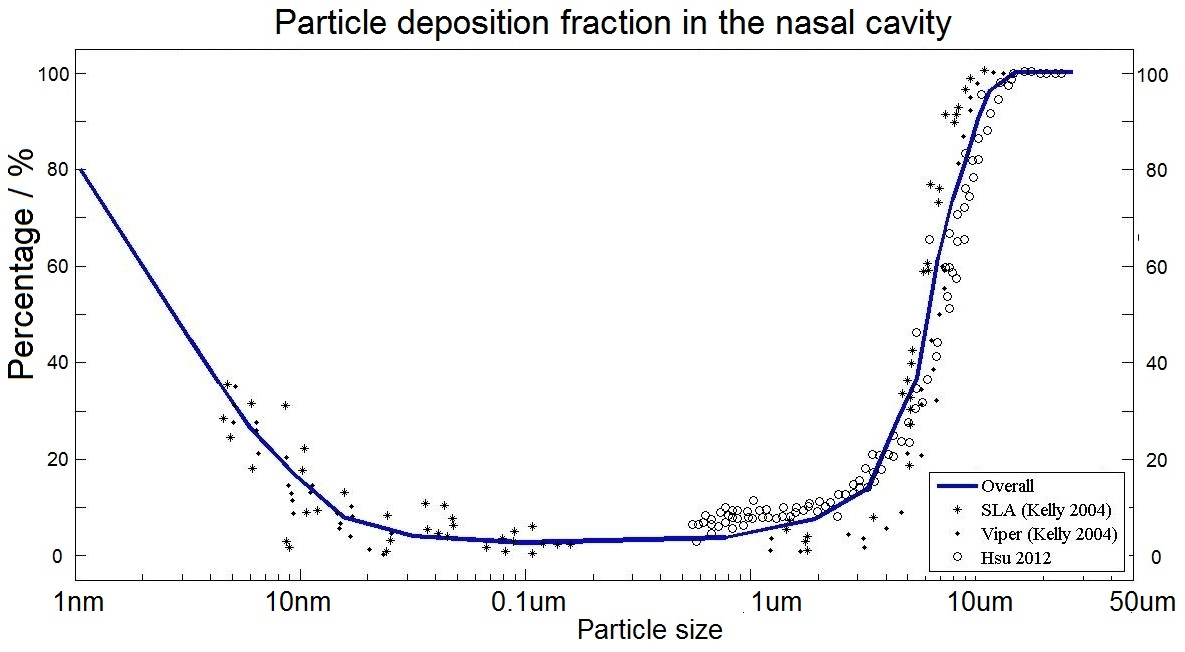 Particle deposition fraction in the nasal cavity
Percentage / %
100
80
60
40
20
0
100
80
60
40
20
0
Overall
SLA (Kelly 2004)
Viper (Kelly 2004)
Hsu 2012
1nm 10nm 0.1um 1um 10um 50um
Particle size